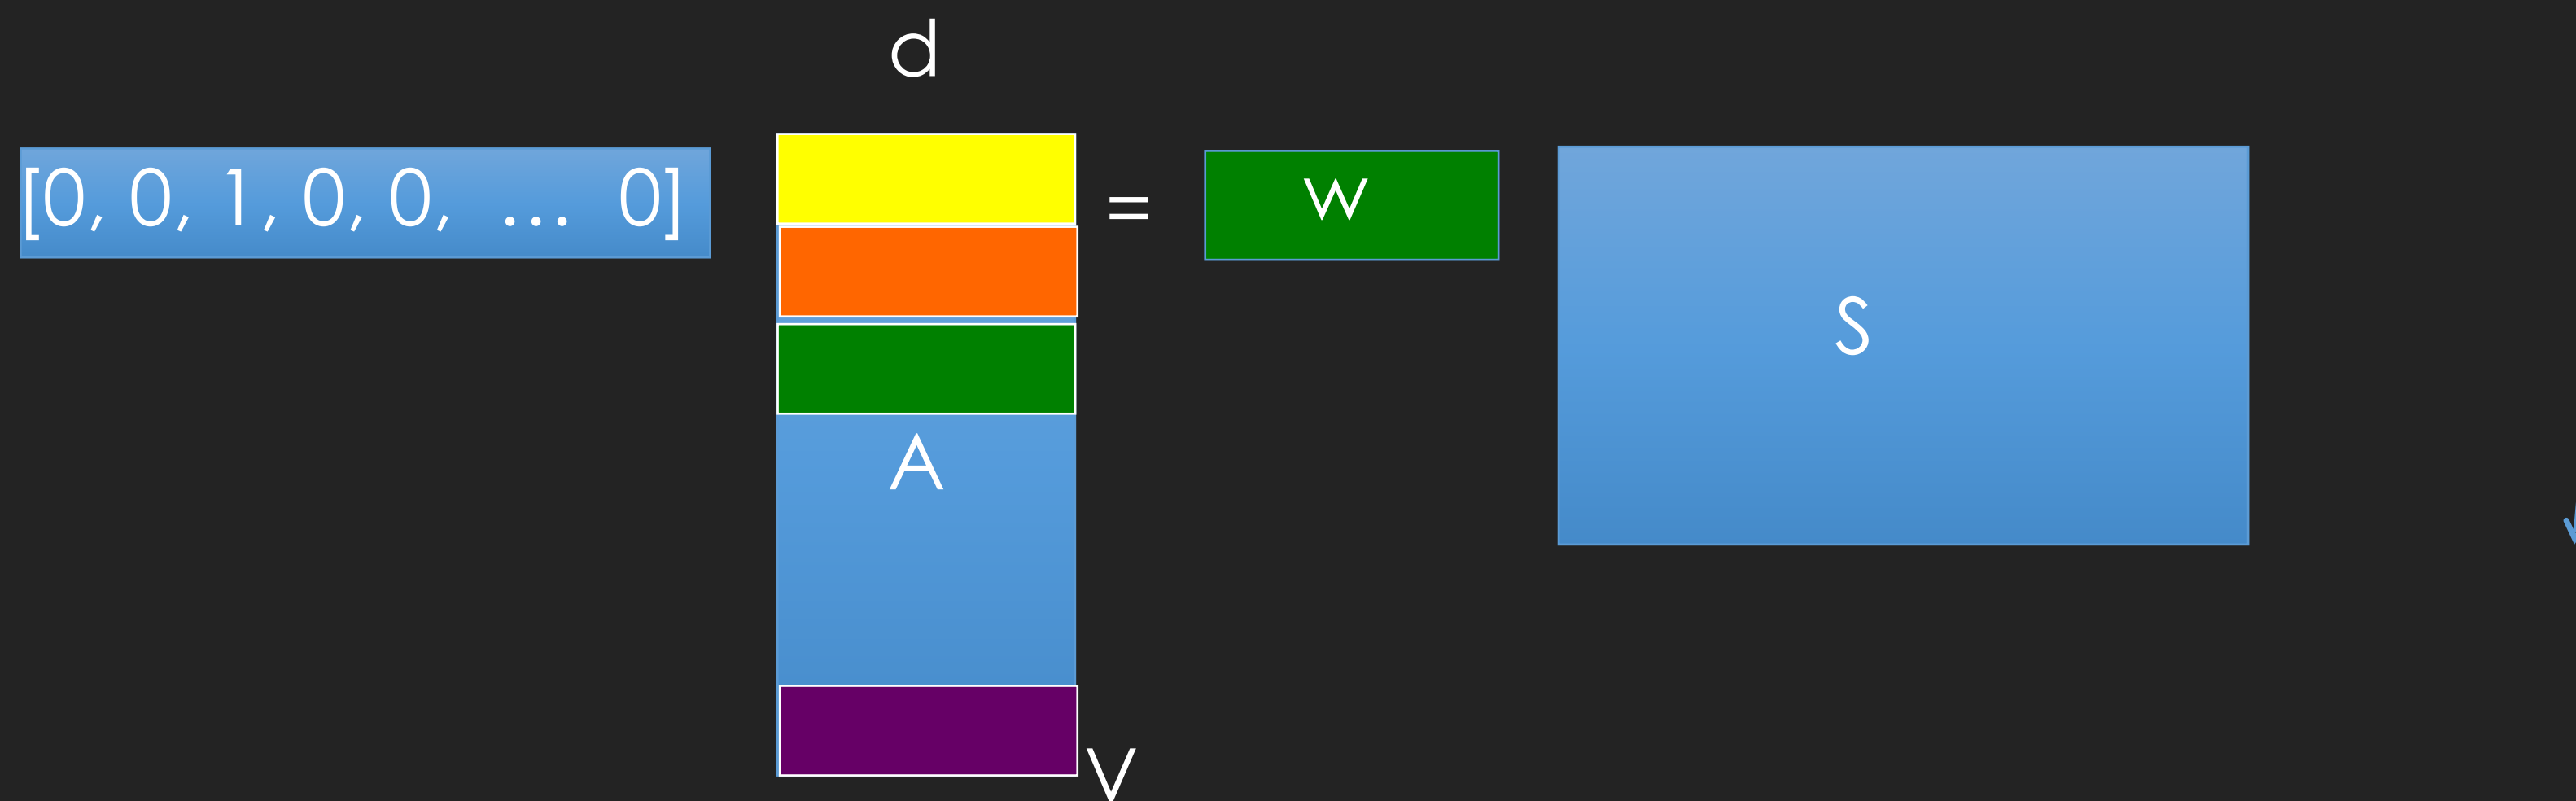 d
[0, 0, 1, 0, 0, ... 0]
=
w
S
A
V